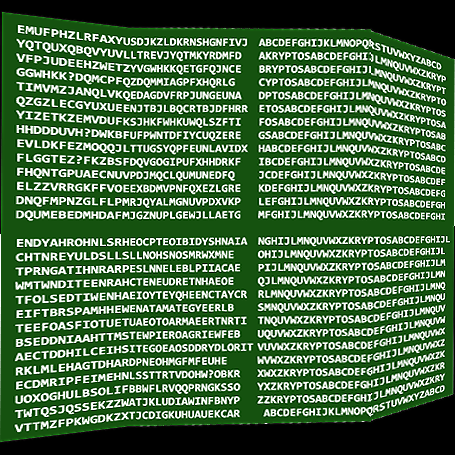 EMUFPHZLRFAXYUSDJKZLDKRNSHGNFIVJ ABCDEFGHIJKLMNOPQRSTUVWXYZABCD
YQTQUXQBQVYUVLLTREVJYQTMKYRDMFD AKRYPTOSABCDEFGHIJLMNQUVWXZKRYP
VFPJUDEEHZWETZYVGWHKKQETGFQJNCE BRYPTOSABCDEFGHIJLMNQUVWXZKRYPT
GGWHKK?DQMCPFQZDQMMIAGPFXHQRLG CYPTOSABCDEFGHIJLMNQUVWXZKRYPTO
TIMVMZJANQLVKQEDAGDVFRPJUNGEUNA DPTOSABCDEFGHIJLMNQUVWXZKRYPTOS
QZGZLECGYUXUEENJTBJLBQCRTBJDFHRR ETOSABCDEFGHIJLMNQUVWXZKRYPTOSA
YIZETKZEMVDUFKSJHKFWHKUWQLSZFTI FOSABCDEFGHIJLMNQUVWXZKRYPTOSAB
HHDDDUVH?DWKBFUFPWNTDFIYCUQZERE GSABCDEFGHIJLMNQUVWXZKRYPTOSABC
EVLDKFEZMOQQJLTTUGSYQPFEUNLAVIDX HABCDEFGHIJLMNQUVWXZKRYPTOSABCD
FLGGTEZ?FKZBSFDQVGOGIPUFXHHDRKF IBCDEFGHIJLMNQUVWXZKRYPTOSABCDE
FHQNTGPUAECNUVPDJMQCLQUMUNEDFQ JCDEFGHIJLMNQUVWXZKRYPTOSABCDEF
ELZZVRRGKFFVOEEXBDMVPNFQXEZLGRE KDEFGHIJLMNQUVWXZKRYPTOSABCDEFG
DNQFMPNZGLFLPMRJQYALMGNUVPDXVKP LEFGHIJLMNQUVWXZKRYPTOSABCDEFGH
DQUMEBEDMHDAFMJGZNUPLGEWJLLAETG MFGHIJLMNQUVWXZKRYPTOSABCDEFGHI
ENDYAHROHNLSRHEOCPTEOIBIDYSHNAIA NGHIJLMNQUVWXZKRYPTOSABCDEFGHIJL
CHTNREYULDSLLSLLNOHSNOSMRWXMNE OHIJLMNQUVWXZKRYPTOSABCDEFGHIJL
TPRNGATIHNRARPESLNNELEBLPIIACAE PIJLMNQUVWXZKRYPTOSABCDEFGHIJLM
WMTWNDITEENRAHCTENEUDRETNHAEOE QJLMNQUVWXZKRYPTOSABCDEFGHIJLMN
TFOLSEDTIWENHAEIOYTEYQHEENCTAYCR RLMNQUVWXZKRYPTOSABCDEFGHIJLMNQ
EIFTBRSPAMHHEWENATAMATEGYEERLB SMNQUVWXZKRYPTOSABCDEFGHIJLMNQU
TEEFOASFIOTUETUAEOTOARMAEERTNRTI TNQUVWXZKRYPTOSABCDEFGHIJLMNQUV
BSEDDNIAAHTTMSTEWPIEROAGRIEWFEB UQUVWXZKRYPTOSABCDEFGHIJLMNQUVW
AECTDDHILCEIHSITEGOEAOSDDRYDLORIT VUVWXZKRYPTOSABCDEFGHIJLMNQUVWX
RKLMLEHAGTDHARDPNEOHMGFMFEUHE WVWXZKRYPTOSABCDEFGHIJLMNQUVWXZ
ECDMRIPFEIMEHNLSSTTRTVDOHW?OBKR XWXZKRYPTOSABCDEFGHIJLMNQUVWXZK
UOXOGHULBSOLIFBBWFLRVQQPRNGKSSO YXZKRYPTOSABCDEFGHIJLMNQUVWXZKR
TWTQSJQSSEKZZWATJKLUDIAWINFBNYP ZZKRYPTOSABCDEFGHIJLMNQUVWXZKRY
VTTMZFPKWGDKZXTJCDIGKUHUAUEKCAR ABCDEFGHIJKLMNOPQRSTUVWXYZABCD